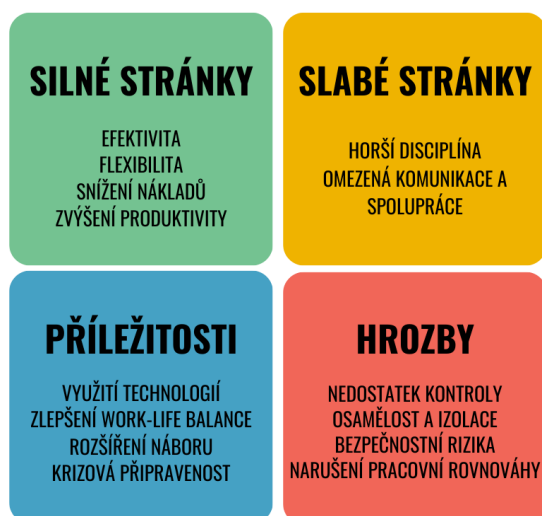 SILNÉ STRÁNKY
EFEKTIVITA
FLEXIBILITA
SNÍŽENÍ NÁKLADŮ
ZVÝŠENÍ PRODUKTIVITY
SLABÉ STRÁNKY
HORŠÍ DISCIPLÍNA
OMEZENÁ KOMUNIKACE A
SPOLUPRÁCE
PŘÍLEŽITOSTI
VYUŽITÍ TECHNOLOGIÍ
ZLEPŠENÍ WORK-LIFE BALANCE
ROZŠÍŘENÍ NÁBORU
KRIZOVÁ PŘIPRAVENOST
HROZBY
NEDOSTATEK KONTROLY
OSAMĚLOST A IZOLACE
BEZPEČNOSTNÍ RIZIKA
NARUŠENÍ PRACOVNÍ ROVNOVÁHY